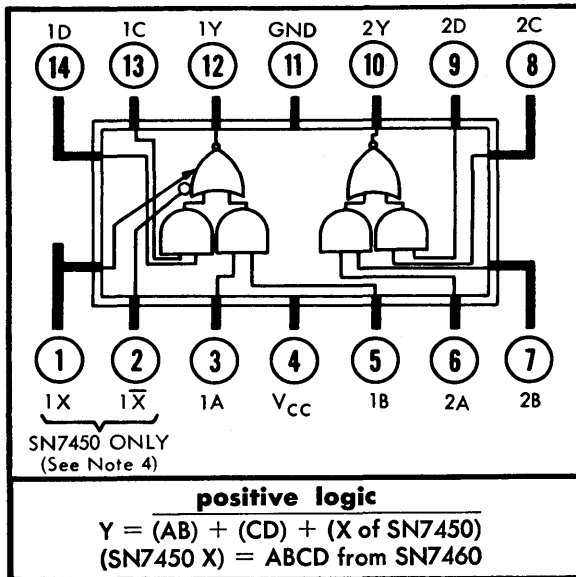 1D 1C 1Y GND 2Y 2D 2C
14 13 12 11 10 9 8
1 2 3 4 5 6 7
1X 1X̅ 1A VCC 1B 2A 2B
SN7450 ONLY
(See Note 4)
positive logic
Y = (AB) + (CD) + (X of SN7450)
(SN7450 X) = ABCD from SN7460